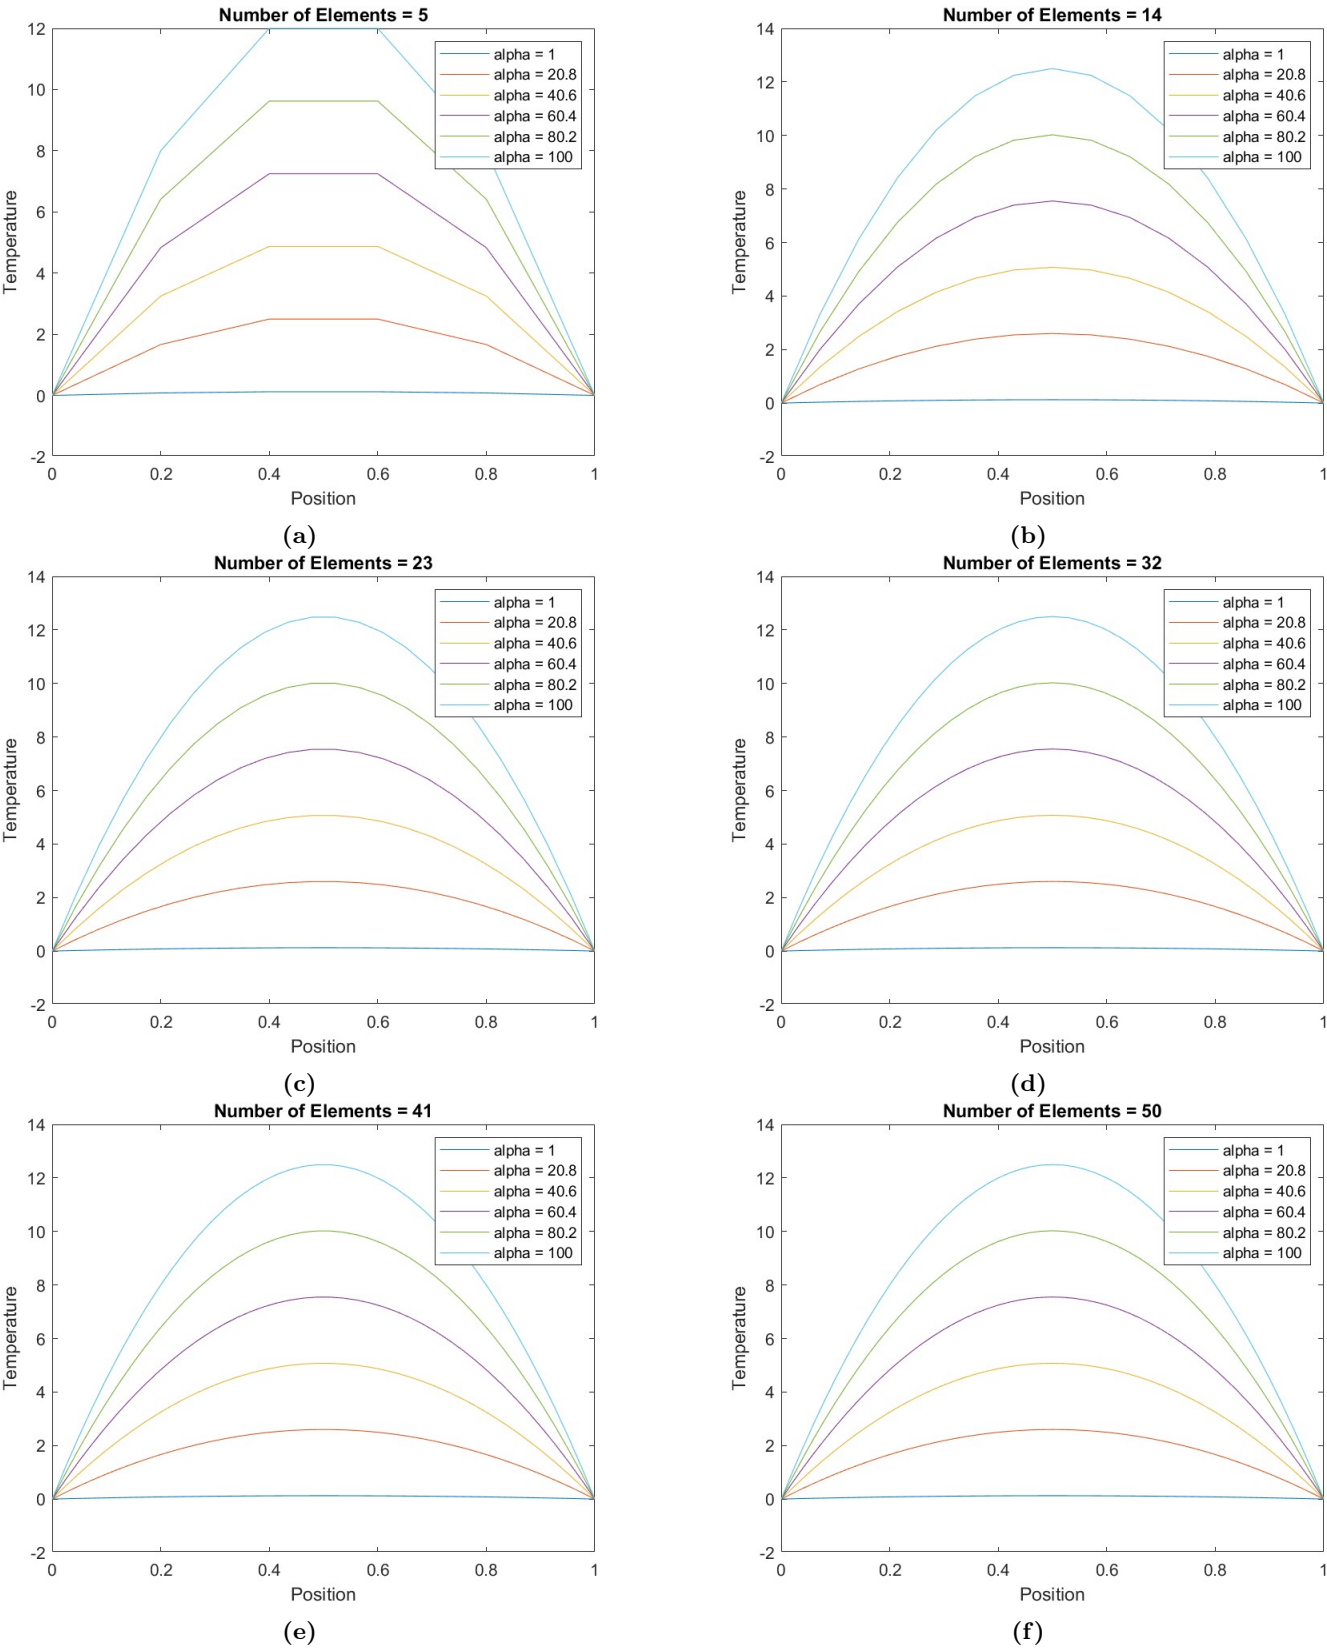 Number of Elements = 5
12
10
8
6
4
2
0
-2
Temperature
alpha = 1
alpha = 20.8
alpha = 40.6
alpha = 60.4
alpha = 80.2
alpha = 100
0 0.2 0.4 0.6 0.8 1
Position
(a)
Number of Elements = 14
14
12
10
8
6
4
2
0
-2
Temperature
alpha = 1
alpha = 20.8
alpha = 40.6
alpha = 60.4
alpha = 80.2
alpha = 100
0 0.2 0.4 0.6 0.8 1
Position
(b)
Number of Elements = 23
14
12
10
8
6
4
2
0
-2
Temperature
alpha = 1
alpha = 20.8
alpha = 40.6
alpha = 60.4
alpha = 80.2
alpha = 100
0 0.2 0.4 0.6 0.8 1
Position
(c)
Number of Elements = 32
14
12
10
8
6
4
2
0
-2
Temperature
alpha = 1
alpha = 20.8
alpha = 40.6
alpha = 60.4
alpha = 80.2
alpha = 100
0 0.2 0.4 0.6 0.8 1
Position
(d)
Number of Elements = 41
14
12
10
8
6
4
2
0
-2
Temperature
alpha = 1
alpha = 20.8
alpha = 40.6
alpha = 60.4
alpha = 80.2
alpha = 100
0 0.2 0.4 0.6 0.8 1
Position
(e)
Number of Elements = 50
14
12
10
8
6
4
2
0
-2
Temperature
alpha = 1
alpha = 20.8
alpha = 40.6
alpha = 60.4
alpha = 80.2
alpha = 100
0 0.2 0.4 0.6 0.8 1
Position
(f)